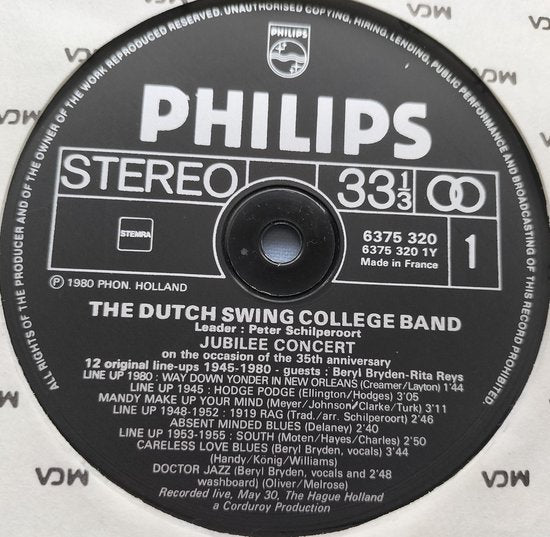 ALL RIGHTS OF THE PRODUCER AND OF THE OWNER OF THE WORK REPRODUCED RESERVED. UNAUTHORISED COPYING, HIRING, LENDING, PUBLIC PERFORMANCE AND BROADCASTING OF THIS RECORD PROHIBITED
PHILIPS
PHILIPS
STEREO 33 1/3
6375 320
6375 320 1Y
Made in France
1
STEMRA
Ⓟ 1980 PHON. HOLLAND
THE DUTCH SWING COLLEGE BAND
Leader : Peter Schilperoort
JUBILEE CONCERT
on the occasion of the 35th anniversary
12 original line-ups 1945-1980 - guests : Beryl Bryden-Rita Reys
LINE UP 1980 : WAY DOWN YONDER IN NEW ORLEANS (Creamer/Layton) 1'44
LINE UP 1945 : HODGE PODGE (Ellington/Hodges) 3'05
MANDY MAKE UP YOUR MIND (Meyer/Johnson/Clarke/Turk) 3'11
LINE UP 1948-1952 : 1919 RAG (Trad./arr. Schilperoort) 2'46
ABSENT MINDED BLUES (Delaney) 2'40
LINE UP 1953-1955 : SOUTH (Moten/Hayes/Charles) 2'50
CARELESS LOVE BLUES (Beryl Bryden, vocals) 3'44
(Handy/König/Williams)
DOCTOR JAZZ (Beryl Bryden, vocals and 2'48
washboard) (Oliver/Melrose)
Recorded live, May 30, The Hague Holland
a Corduroy Production
MCA
MCA
MCA
MCA
MCA
MCA
MCA